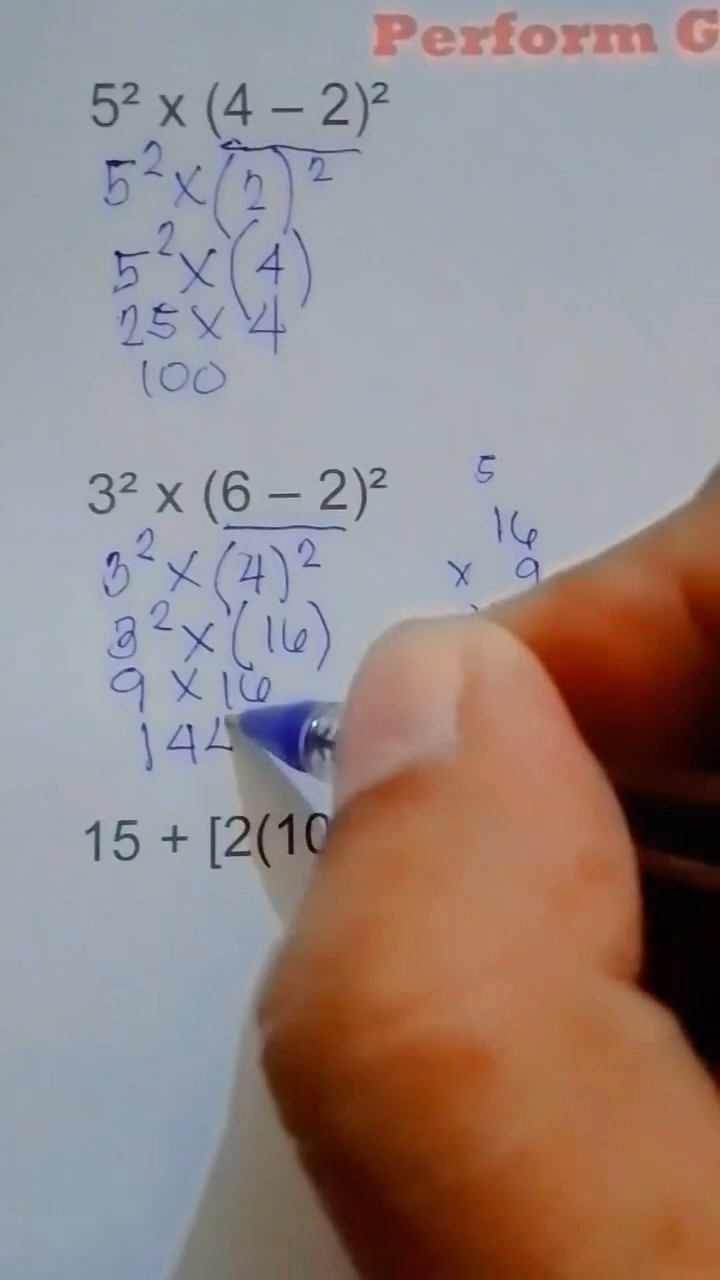 Perform G
5² x (4 – 2)²
5² x (2)²
5² x (4)
25 x 4
100
3² x (6 – 2)²
3² x (4)²
3² x (16)
9 x 16
144
5
16
x 9
15 + [2(10